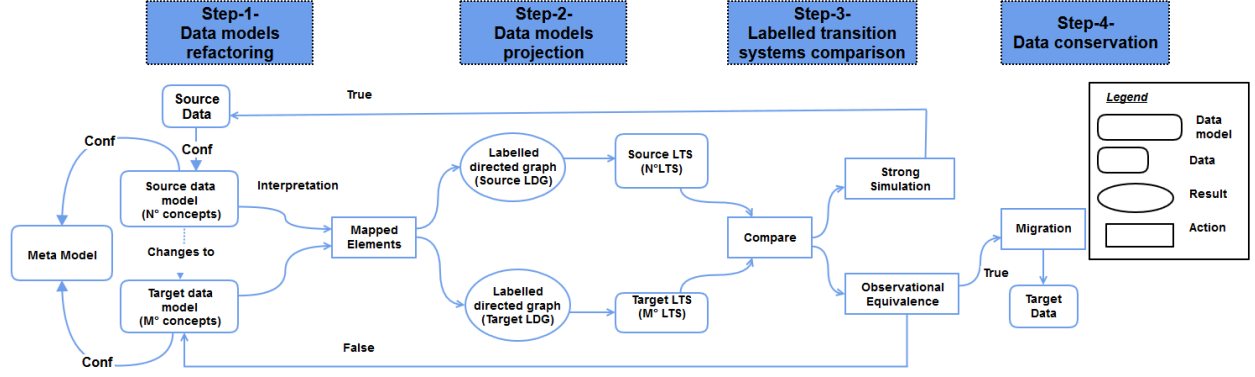 Step-1-
Data models
refactoring
Step-2-
Data models
projection
Step-3-
Labelled transition
systems comparison
Step-4-
Data conservation
Source
Data
True
Conf
Conf
Source data
model
(N° concepts)
Interpretation
Meta Model
Changes to
Target data
model
(M° concepts)
Conf
Mapped
Elements
Labelled
directed graph
(Source LDG)
Labelled
directed graph
(Target LDG)
Source LTS
(N°LTS)
Target LTS
(M° LTS)
Compare
Strong
Simulation
Observational
Equivalence
True
False
Migration
Target
Data
Legend
Data
model
Data
Result
Action